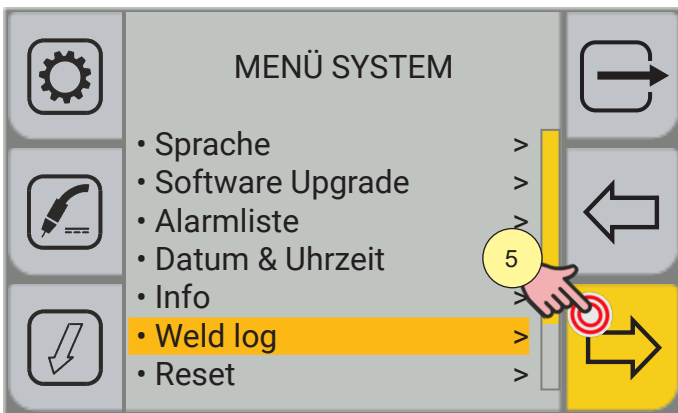 MENÜ SYSTEM
• Sprache >
• Software Upgrade >
• Alarmliste >
• Datum & Uhrzeit
5
• Info >
• Weld log >
• Reset >